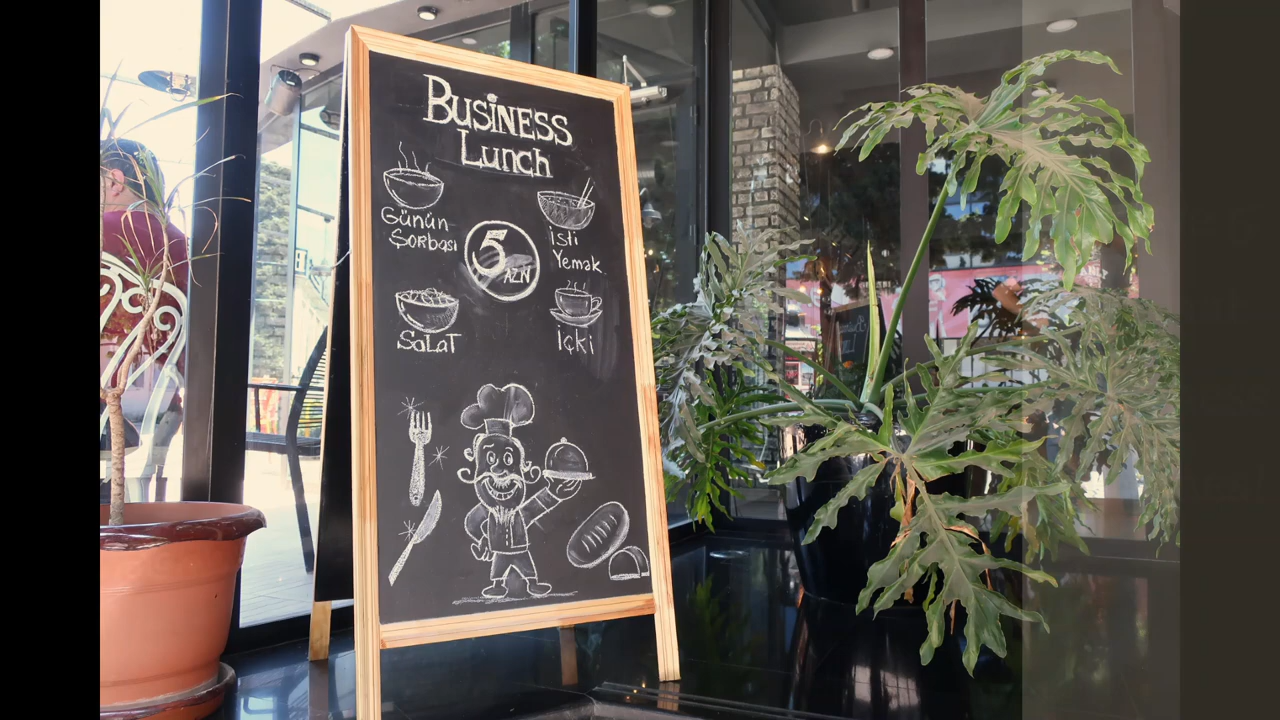 Business
Lunch
Günün
Şorbası
İsti
Yemək
5
AZN
Salat
İçki